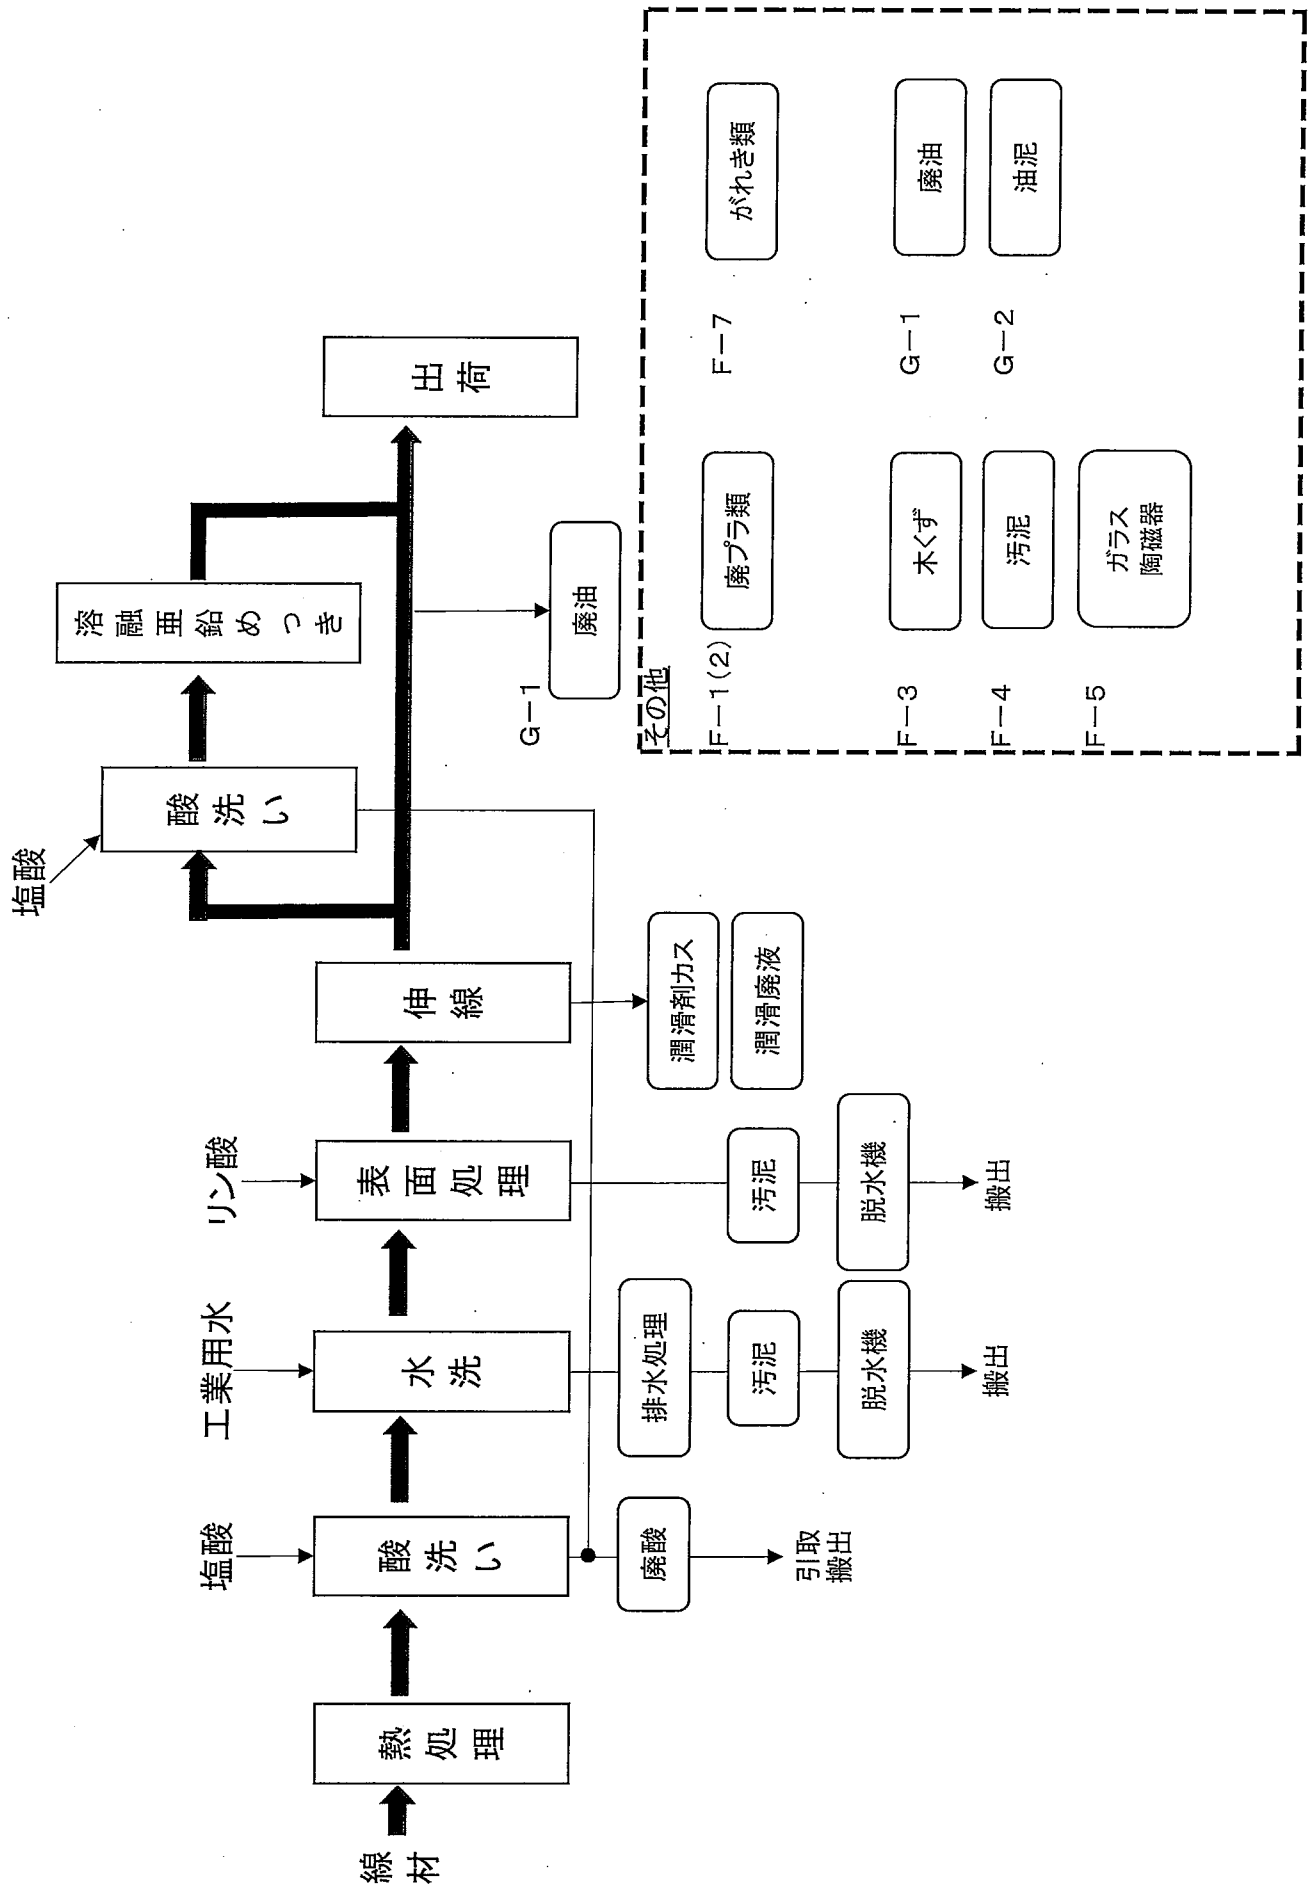 塩酸
酸洗い
溶融亜鉛めっき
塩酸
工業用水
リン酸
線材
熱処理
酸洗い
水洗
表面処理
伸線
出荷
G－1
廃油
廃酸
引取
搬出
排水処理
汚泥
脱水機
搬出
汚泥
脱水機
搬出
潤滑剤カス
潤滑廃液
その他
F－1(2)
廃プラ類
F－7
がれき類
F－3
木くず
G－1
廃油
F－4
汚泥
G－2
油泥
F－5
ガラス
陶磁器